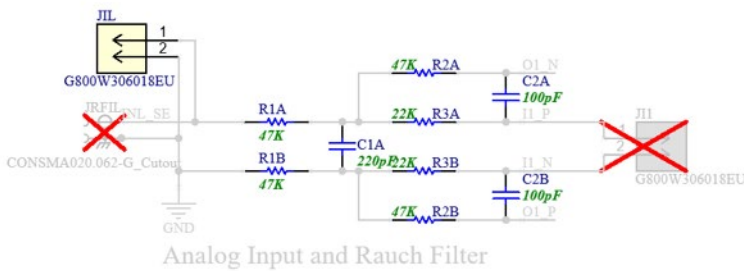 JIL
1
2
G800W306018EU
JRFIL
INL_SE
CONSMA020.062-G_Cutou
GND
R1A
47K
R1B
47K
C1A
220pF
47K
R2A
22K
R3A
22K
R3B
47K
R2B
O1_N
C2A
100pF
I1_P
I1_N
C2B
100pF
O1_P
JI1
1
2
G800W306018EU
Analog Input and Rauch Filter